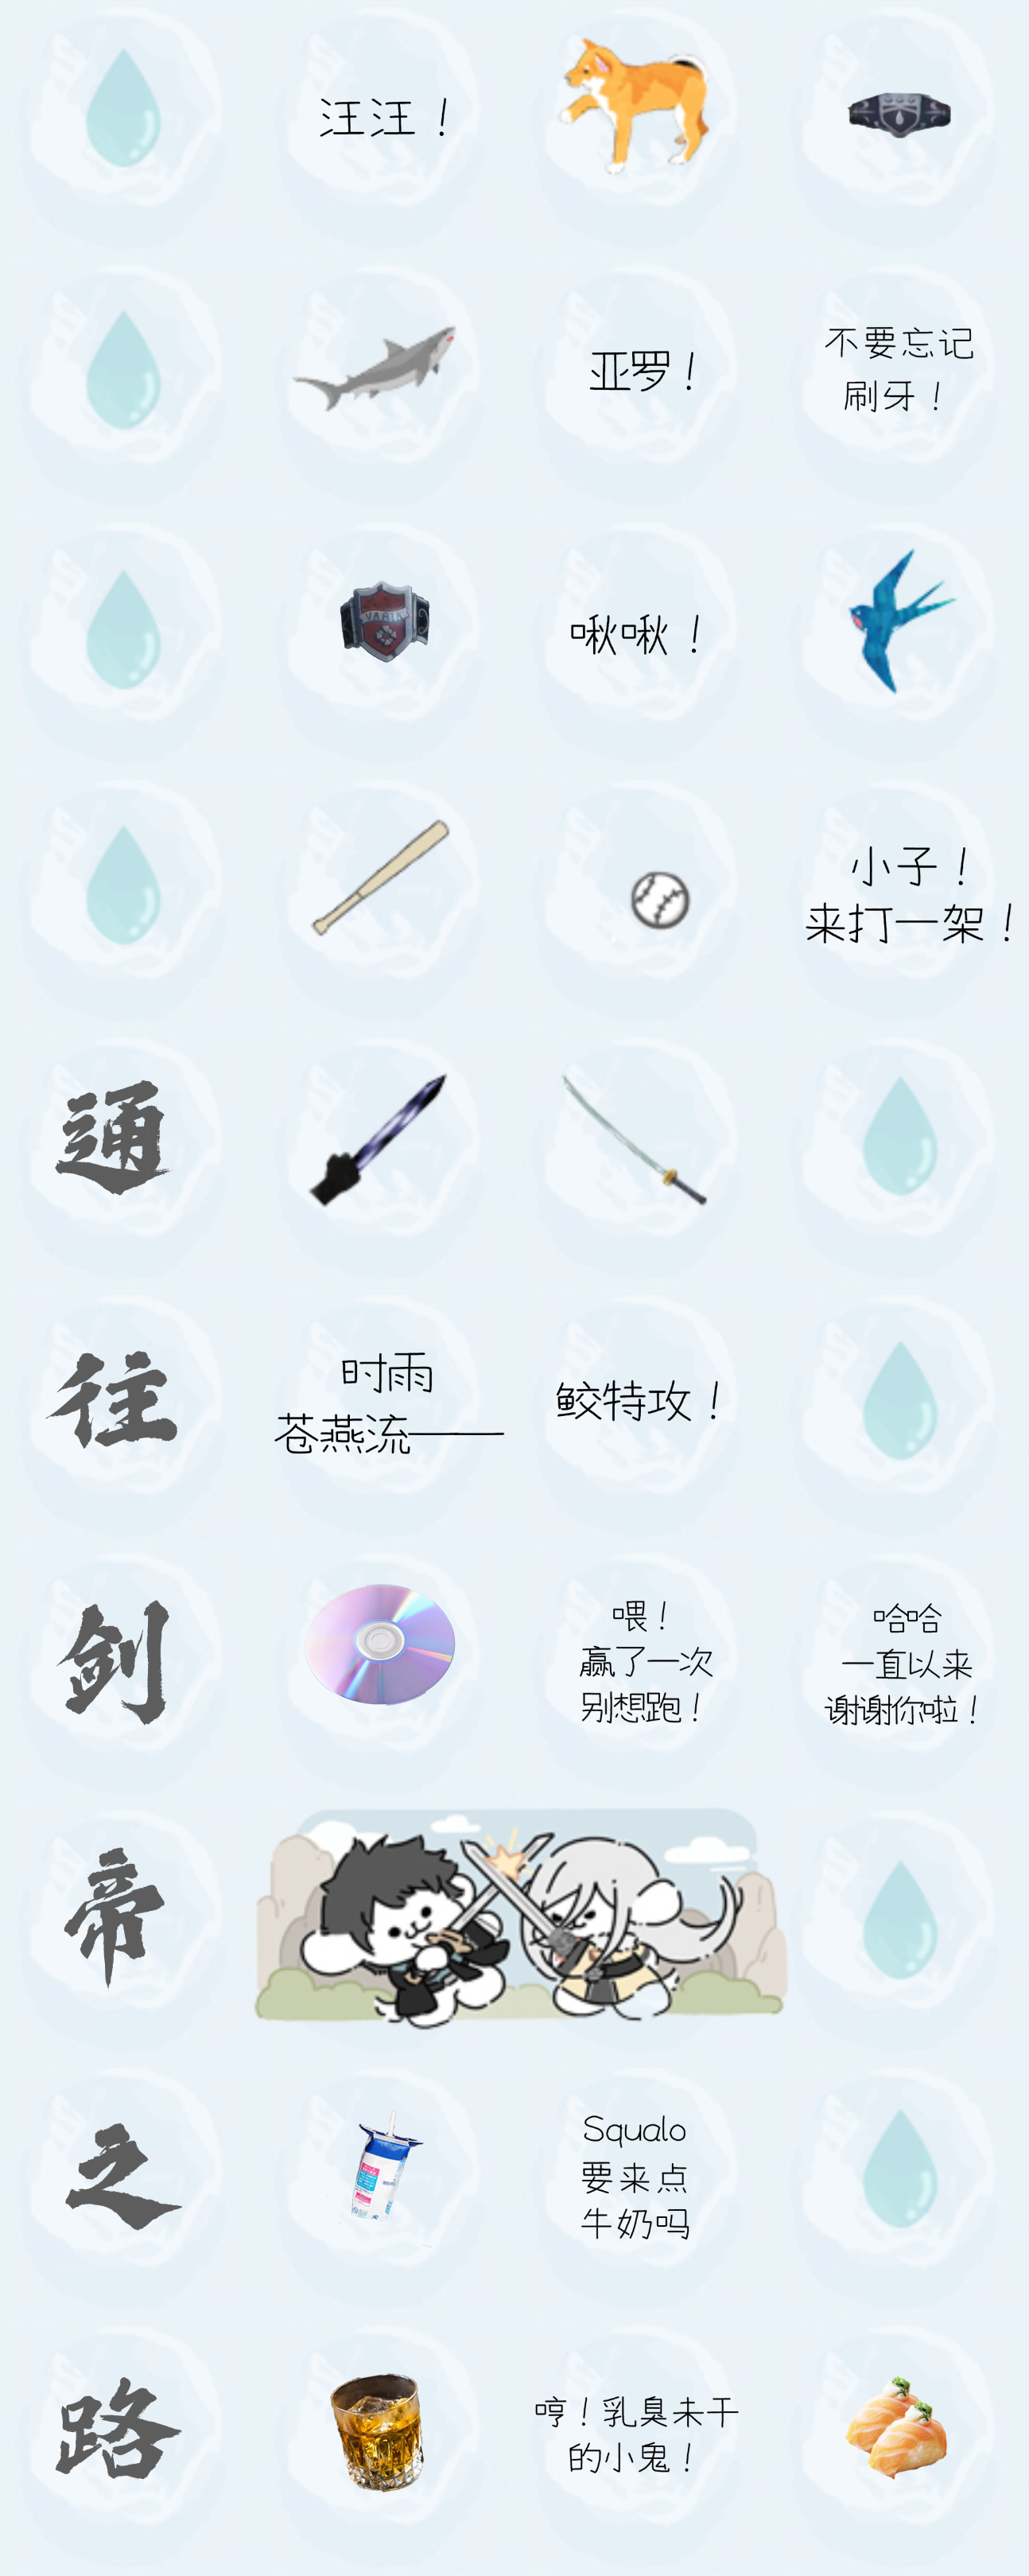 汪汪！
亚罗！
不要忘记
刷牙！
VARIA
啾啾！
小子！
来打一架！
通
往
时雨
苍燕流——
鲛特攻！
剑
喂！
赢了一次
别想跑！
哈哈
一直以来
谢谢你啦！
帝
之
Squalo
要来点
牛奶吗
路
哼！乳臭未干
的小鬼！